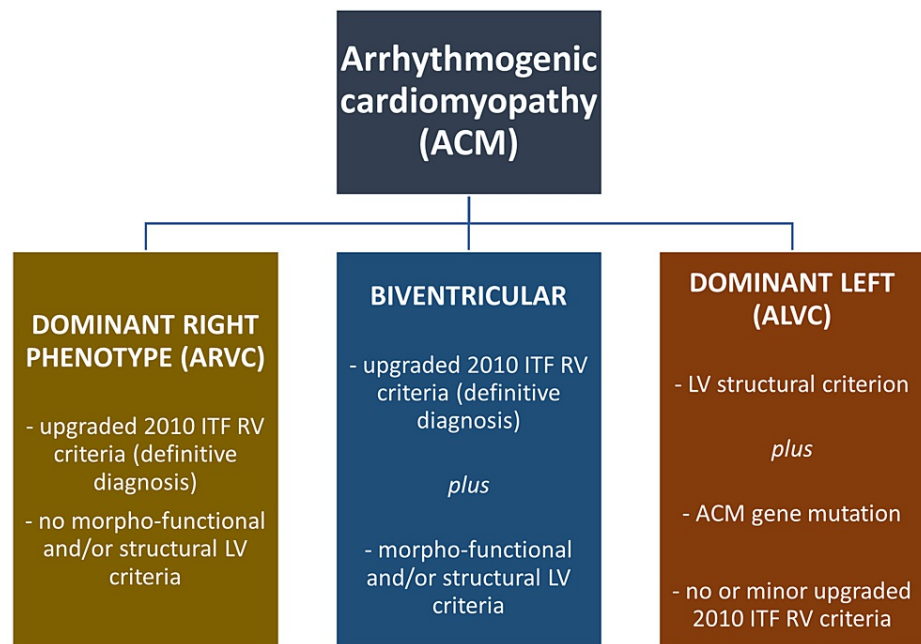 Arrhythmogenic
cardiomyopathy
(ACM)
DOMINANT RIGHT
PHENOTYPE (ARVC)
- upgraded 2010 ITF RV
criteria (definitive
diagnosis)
- no morpho-functional
and/or structural LV
criteria
BIVENTRICULAR
- upgraded 2010 ITF RV
criteria (definitive
diagnosis)
plus
- morpho-functional
and/or structural LV
criteria
DOMINANT LEFT
(ALVC)
- LV structural criterion
plus
- ACM gene mutation
- no or minor upgraded
2010 ITF RV criteria